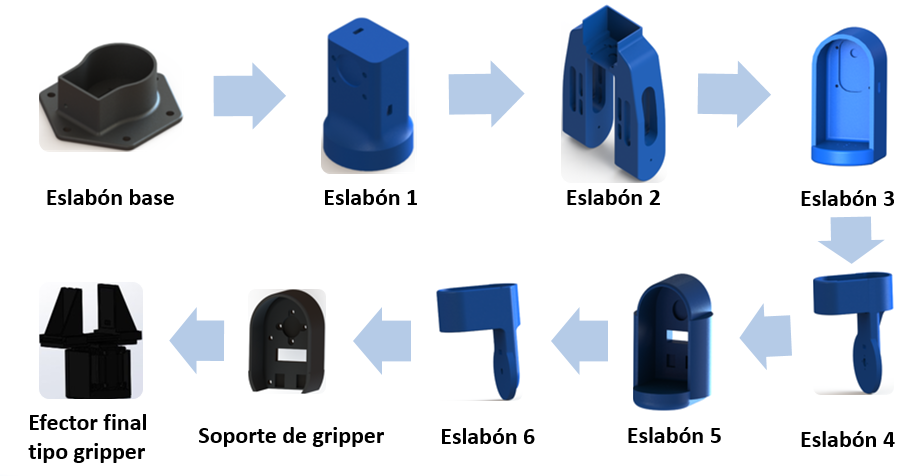 Eslabón base
Eslabón 1
Eslabón 2
Eslabón 3
Efector final
tipo gripper
Soporte de gripper
Eslabón 6
Eslabón 5
Eslabón 4